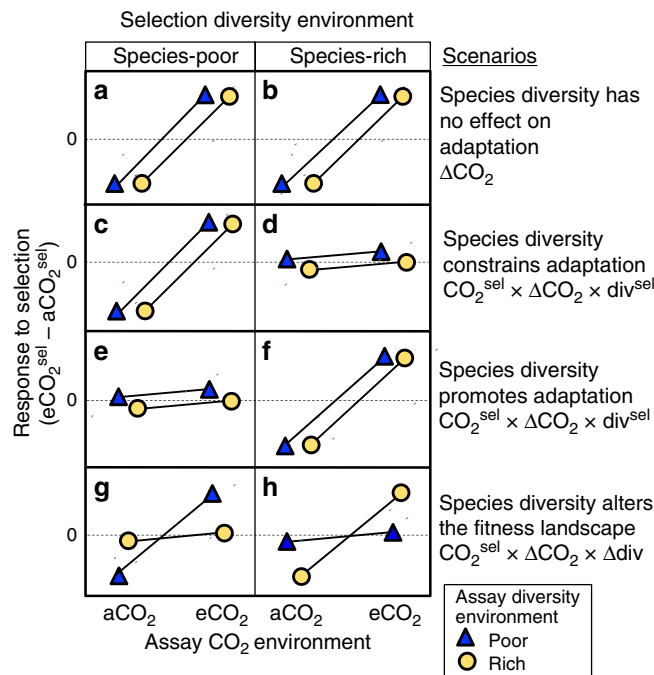 Selection diversity environment
Species-poor
Species-rich
Scenarios
a
b
Species diversity has
no effect on
adaptation
ΔCO₂
0
c
d
Species diversity
constrains adaptation
CO₂ˢᵉˡ × ΔCO₂ × divˢᵉˡ
0
e
f
Species diversity
promotes adaptation
CO₂ˢᵉˡ × ΔCO₂ × divˢᵉˡ
0
g
h
Species diversity alters
the fitness landscape
CO₂ˢᵉˡ × ΔCO₂ × Δdiv
0
Response to selection
(eCO₂ˢᵉˡ – aCO₂ˢᵉˡ)
aCO₂
eCO₂
aCO₂
eCO₂
Assay CO₂ environment
Assay diversity
environment
Poor
Rich